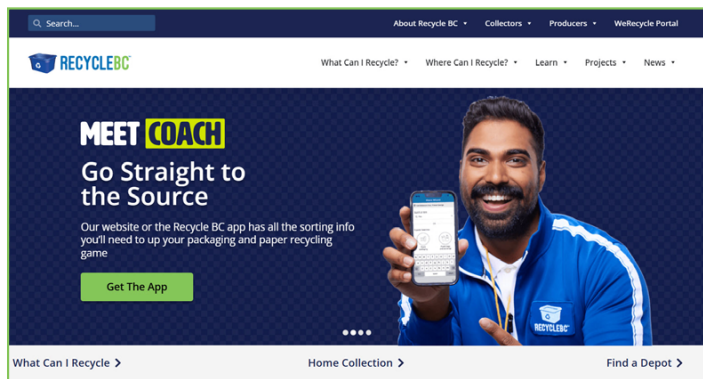 Search...
About Recycle BC
Collectors
Producers
WeRecycle Portal
RECYCLEBC
What Can I Recycle?
Where Can I Recycle?
Learn
Projects
News
MEET COACH
Go Straight to
the Source
Our website or the Recycle BC app has all the sorting info
you'll need to up your packaging and paper recycling
game
Get The App
RECYCLEBC
What Can I Recycle
Home Collection
Find a Depot